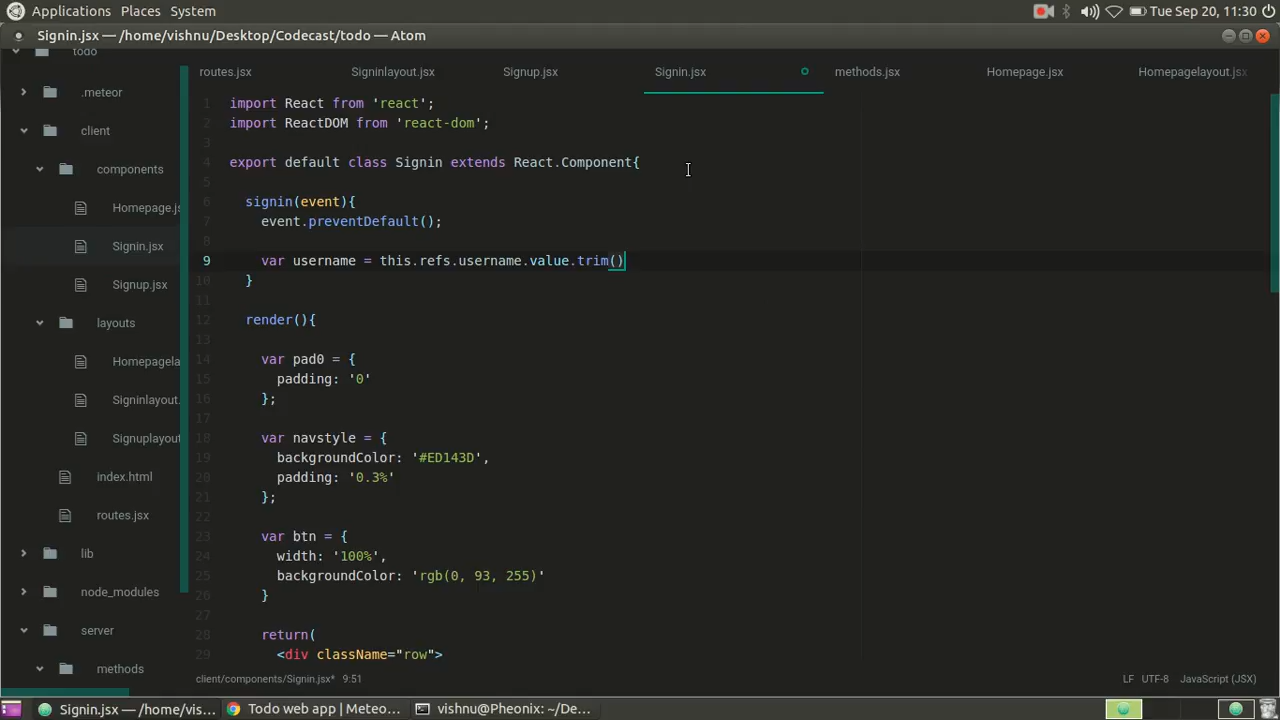 Applications Places System
Tue Sep 20, 11:30
Signin.jsx — /home/vishnu/Desktop/Codecast/todo — Atom
todo
.meteor
client
components
Homepage.js
Signin.jsx
Signup.jsx
layouts
Homepagela
Signinlayout.
Signuplayout
index.html
routes.jsx
lib
node_modules
server
methods
routes.jsx Signinlayout.jsx Signup.jsx Signin.jsx methods.jsx Homepage.jsx Homepagelayout.jsx
1 import React from 'react';
2 import ReactDOM from 'react-dom';
3
4 export default class Signin extends React.Component{
5
6 signin(event){
7 event.preventDefault();
8
9 var username = this.refs.username.value.trim()
10 }
11
12 render(){
13
14 var pad0 = {
15 padding: '0'
16 };
17
18 var navstyle = {
19 backgroundColor: '#ED143D',
20 padding: '0.3%'
21 };
22
23 var btn = {
24 width: '100%',
25 backgroundColor: 'rgb(0, 93, 255)'
26 }
27
28 return(
29 <div className="row">
client/components/Signin.jsx* 9:51 LF UTF-8 JavaScript (JSX)
Signin.jsx — /home/vis... Todo web app | Meteo... vishnu@Pheonix: ~/De...